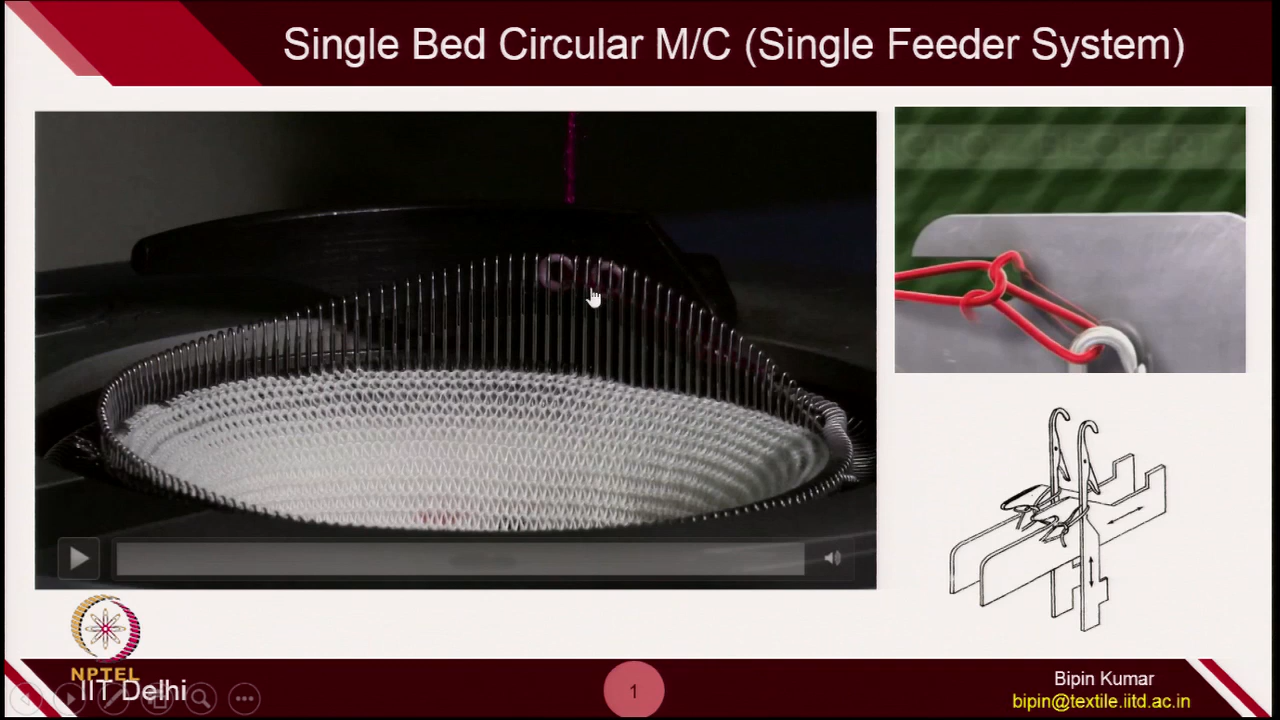 Single Bed Circular M/C (Single Feeder System)
NPTEL
IIT Delhi
1
Bipin Kumar
bipin@textile.iitd.ac.in